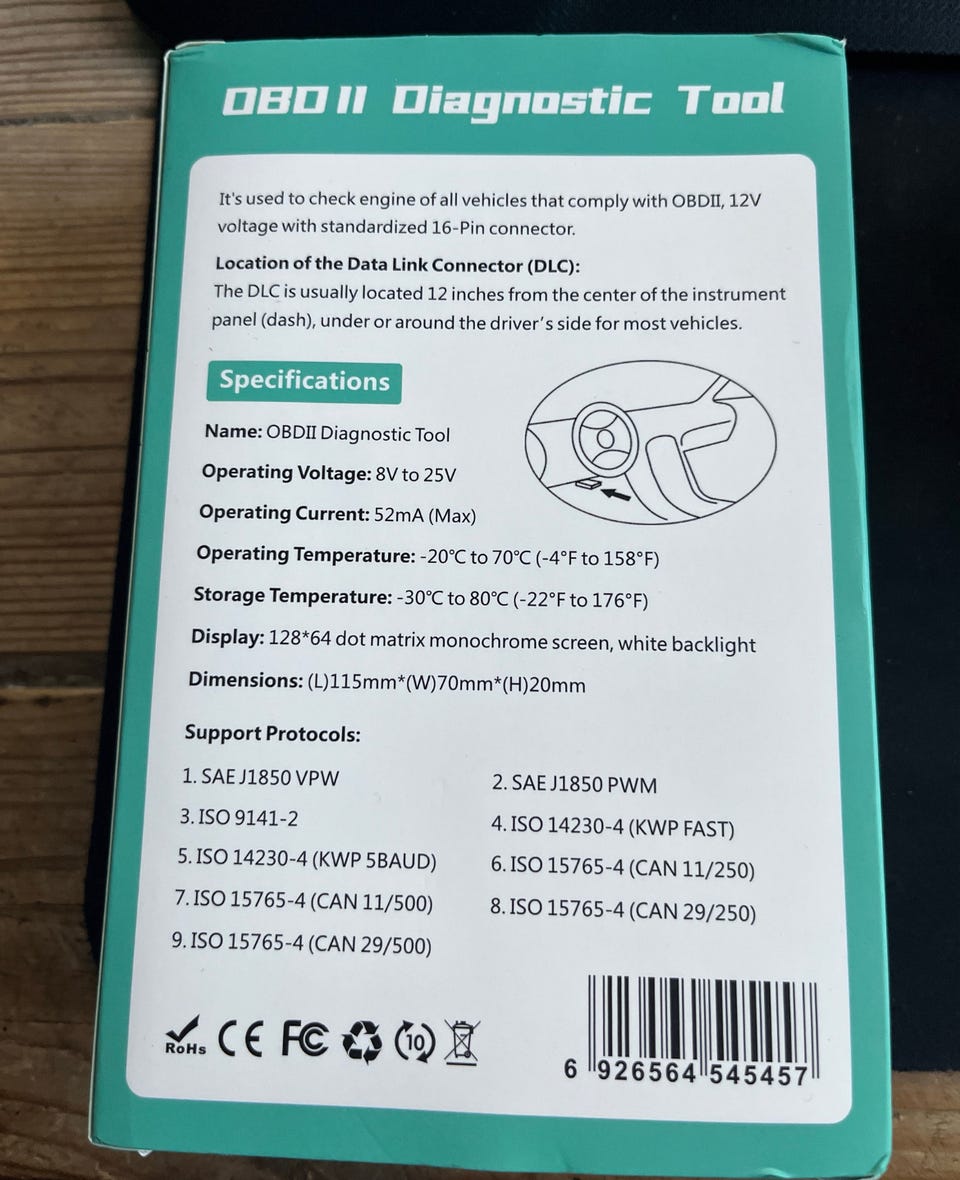 OBD II Diagnostic Tool
It's used to check engine of all vehicles that comply with OBDII, 12V
voltage with standardized 16-Pin connector.
Location of the Data Link Connector (DLC):
The DLC is usually located 12 inches from the center of the instrument
panel (dash), under or around the driver's side for most vehicles.
Specifications
Name: OBDII Diagnostic Tool
Operating Voltage: 8V to 25V
Operating Current: 52mA (Max)
Operating Temperature: -20℃ to 70℃ (-4°F to 158°F)
Storage Temperature: -30℃ to 80℃ (-22°F to 176°F)
Display: 128*64 dot matrix monochrome screen, white backlight
Dimensions: (L)115mm*(W)70mm*(H)20mm
Support Protocols:
1. SAE J1850 VPW
2. SAE J1850 PWM
3. ISO 9141-2
4. ISO 14230-4 (KWP FAST)
5. ISO 14230-4 (KWP 5BAUD)
6. ISO 15765-4 (CAN 11/250)
7. ISO 15765-4 (CAN 11/500)
8. ISO 15765-4 (CAN 29/250)
9. ISO 15765-4 (CAN 29/500)
RoHS CE FC 10
6 926564 545457